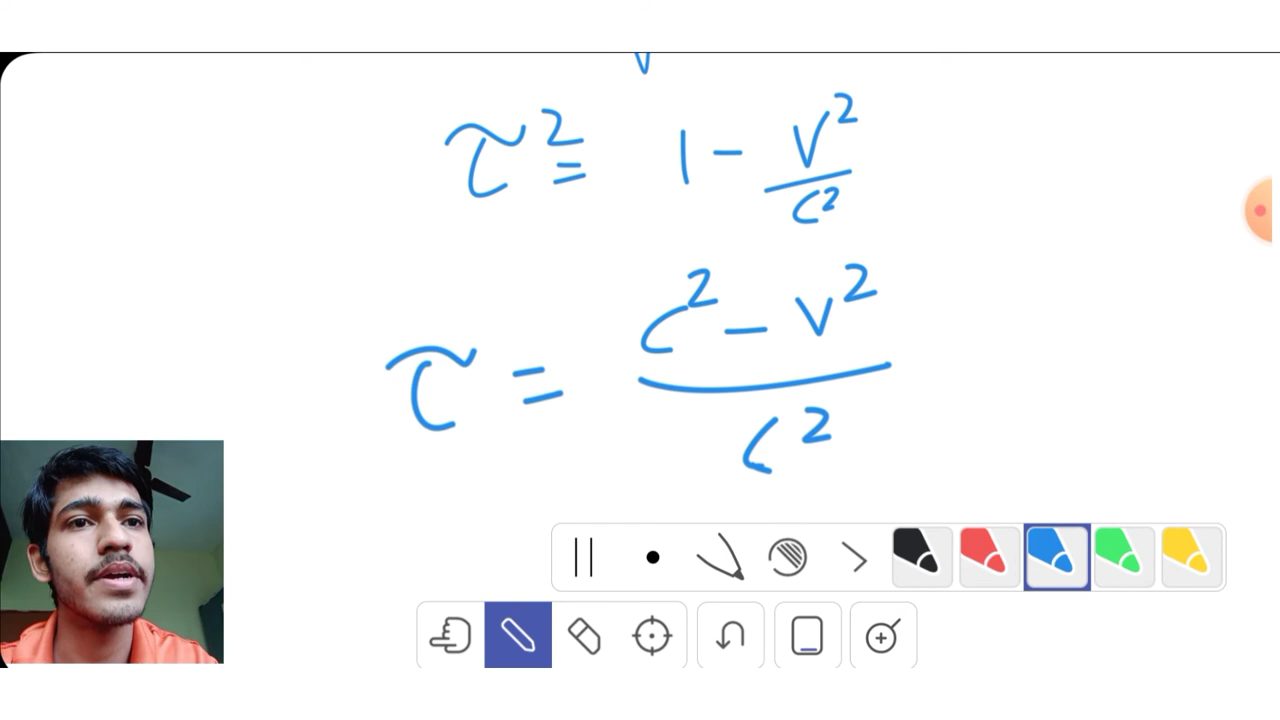 τ² = 1 - V²/C²
τ = C² - V²/C²